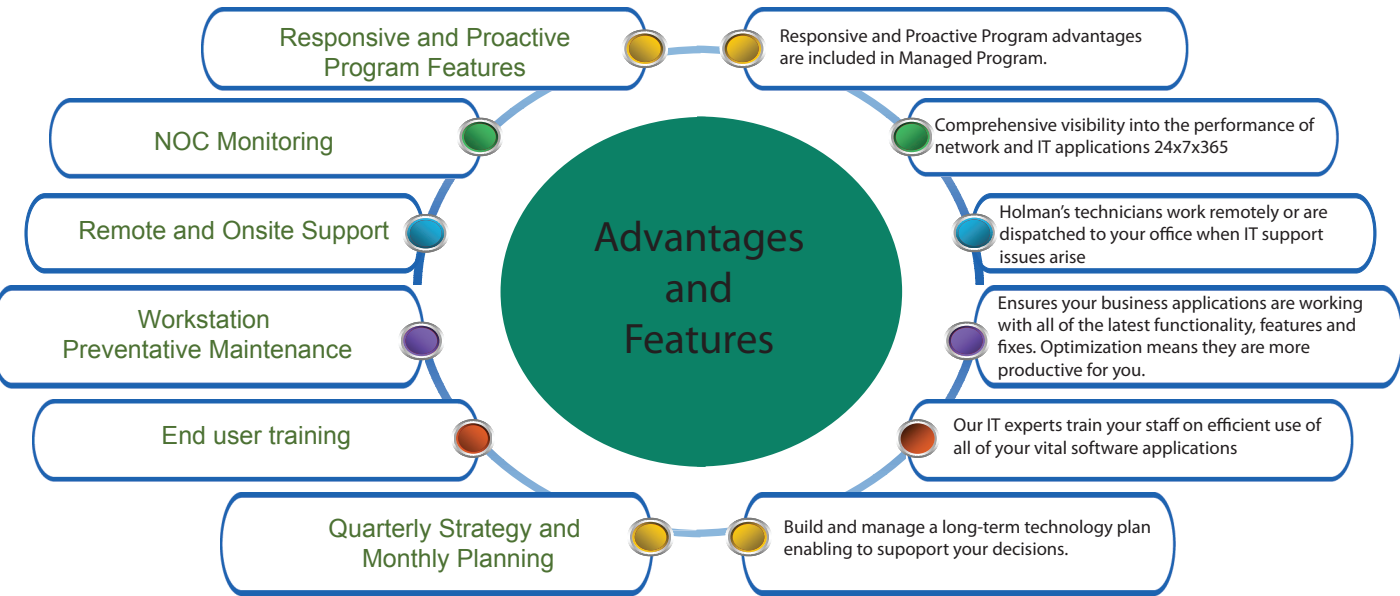 Responsive and Proactive
Program Features
Responsive and Proactive Program advantages
are included in Managed Program.
NOC Monitoring
Comprehensive visibility into the performance of
network and IT applications 24x7x365
Remote and Onsite Support
Holman’s technicians work remotely or are
dispatched to your office when IT support
issues arise
Advantages
and
Features
Workstation
Preventative Maintenance
Ensures your business applications are working
with all of the latest functionality, features and
fixes. Optimization means they are more
productive for you.
End user training
Our IT experts train your staff on efficient use of
all of your vital software applications
Quarterly Strategy and
Monthly Planning
Build and manage a long-term technology plan
enabling to supoport your decisions.